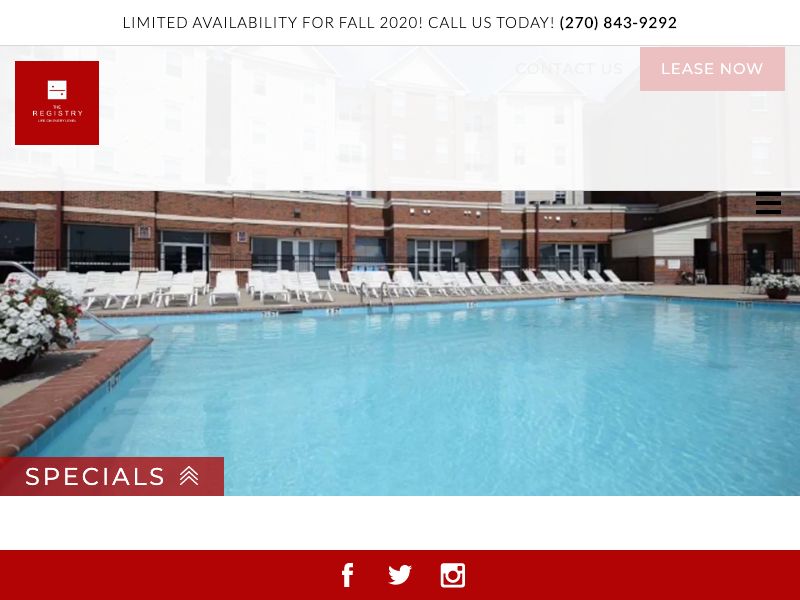 LIMITED AVAILABILITY FOR FALL 2020! CALL US TODAY! (270) 843-9292
CONTACT US
LEASE NOW
THE
REGISTRY
LIFE ON EVERY LEVEL
SPECIALS